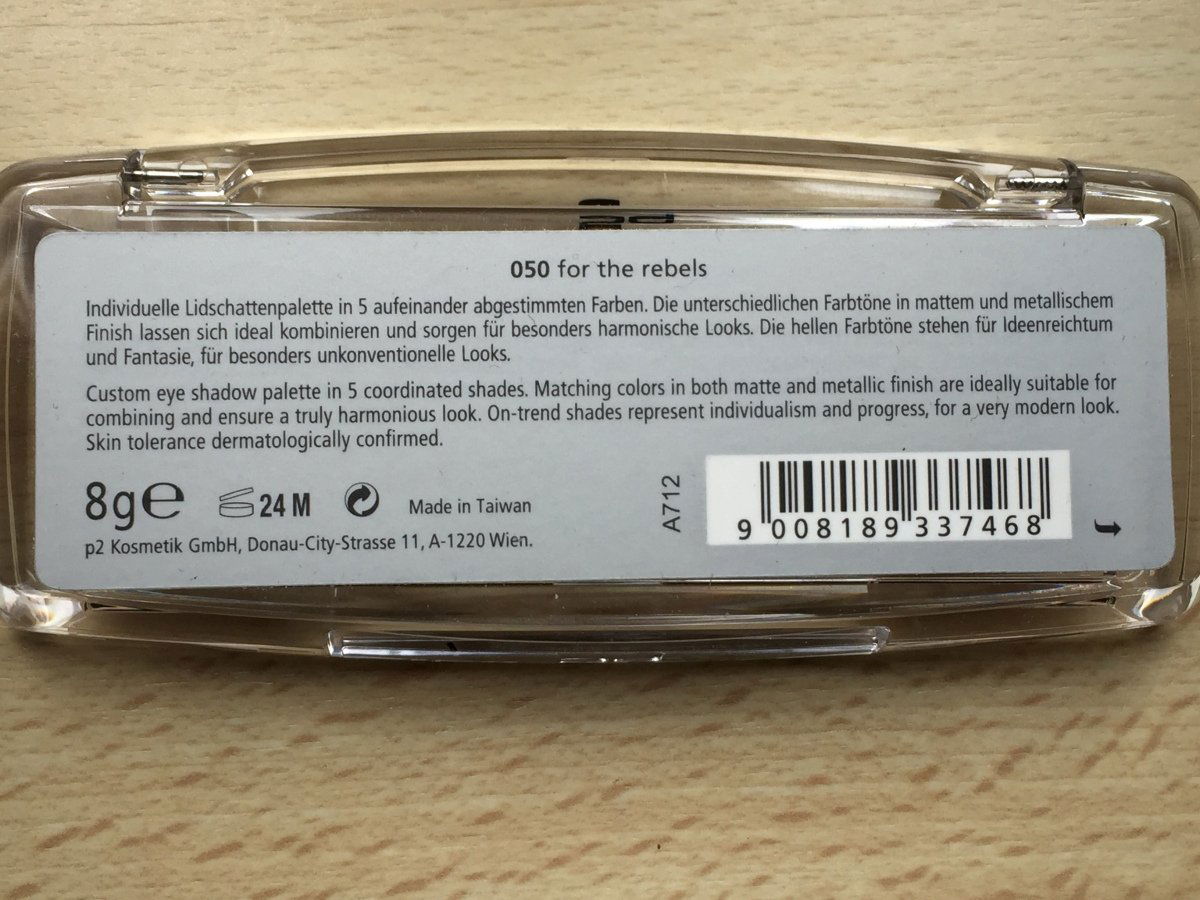 050 for the rebels
Individuelle Lidschattenpalette in 5 aufeinander abgestimmten Farben. Die unterschiedlichen Farbtöne in mattem und metallischem
Finish lassen sich ideal kombinieren und sorgen für besonders harmonische Looks. Die hellen Farbtöne stehen für Ideenreichtum
und Fantasie, für besonders unkonventionelle Looks.
Custom eye shadow palette in 5 coordinated shades. Matching colors in both matte and metallic finish are ideally suitable for
combining and ensure a truly harmonious look. On-trend shades represent individualism and progress, for a very modern look.
Skin tolerance dermatologically confirmed.
8g℮ 24 M Made in Taiwan
p2 Kosmetik GmbH, Donau-City-Strasse 11, A-1220 Wien.
A712
9 008189 337468